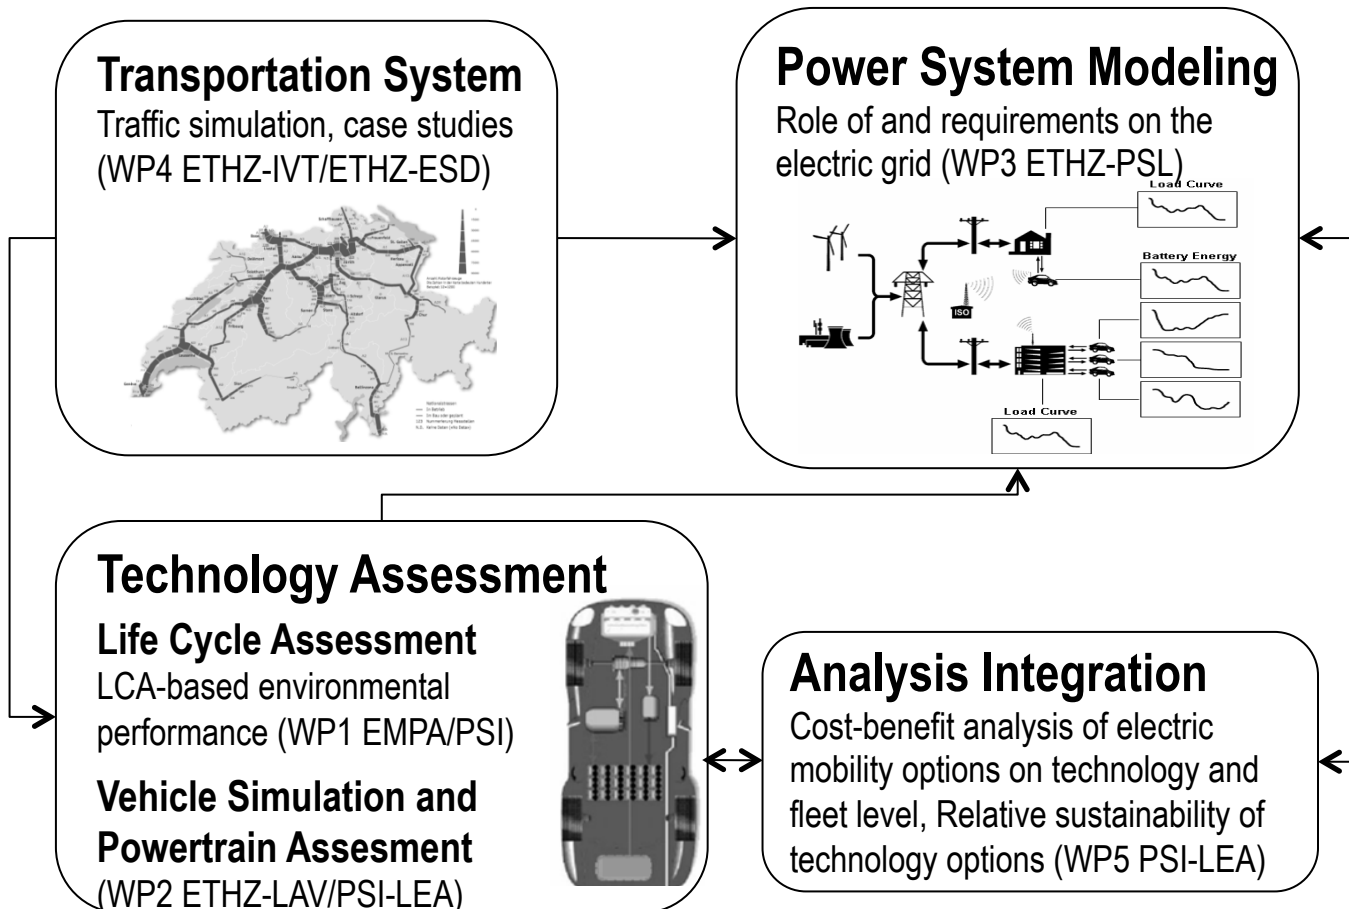 Transportation System
Traffic simulation, case studies
(WP4 ETHZ-IVT/ETHZ-ESD)
Power System Modeling
Role of and requirements on the
electric grid (WP3 ETHZ-PSL)
Load Curve
Battery Energy
ISO
Load Curve
Technology Assessment
Life Cycle Assessment
LCA-based environmental
performance (WP1 EMPA/PSI)
Vehicle Simulation and
Powertrain Assesment
(WP2 ETHZ-LAV/PSI-LEA)
Analysis Integration
Cost-benefit analysis of electric
mobility options on technology and
fleet level, Relative sustainability of
technology options (WP5 PSI-LEA)